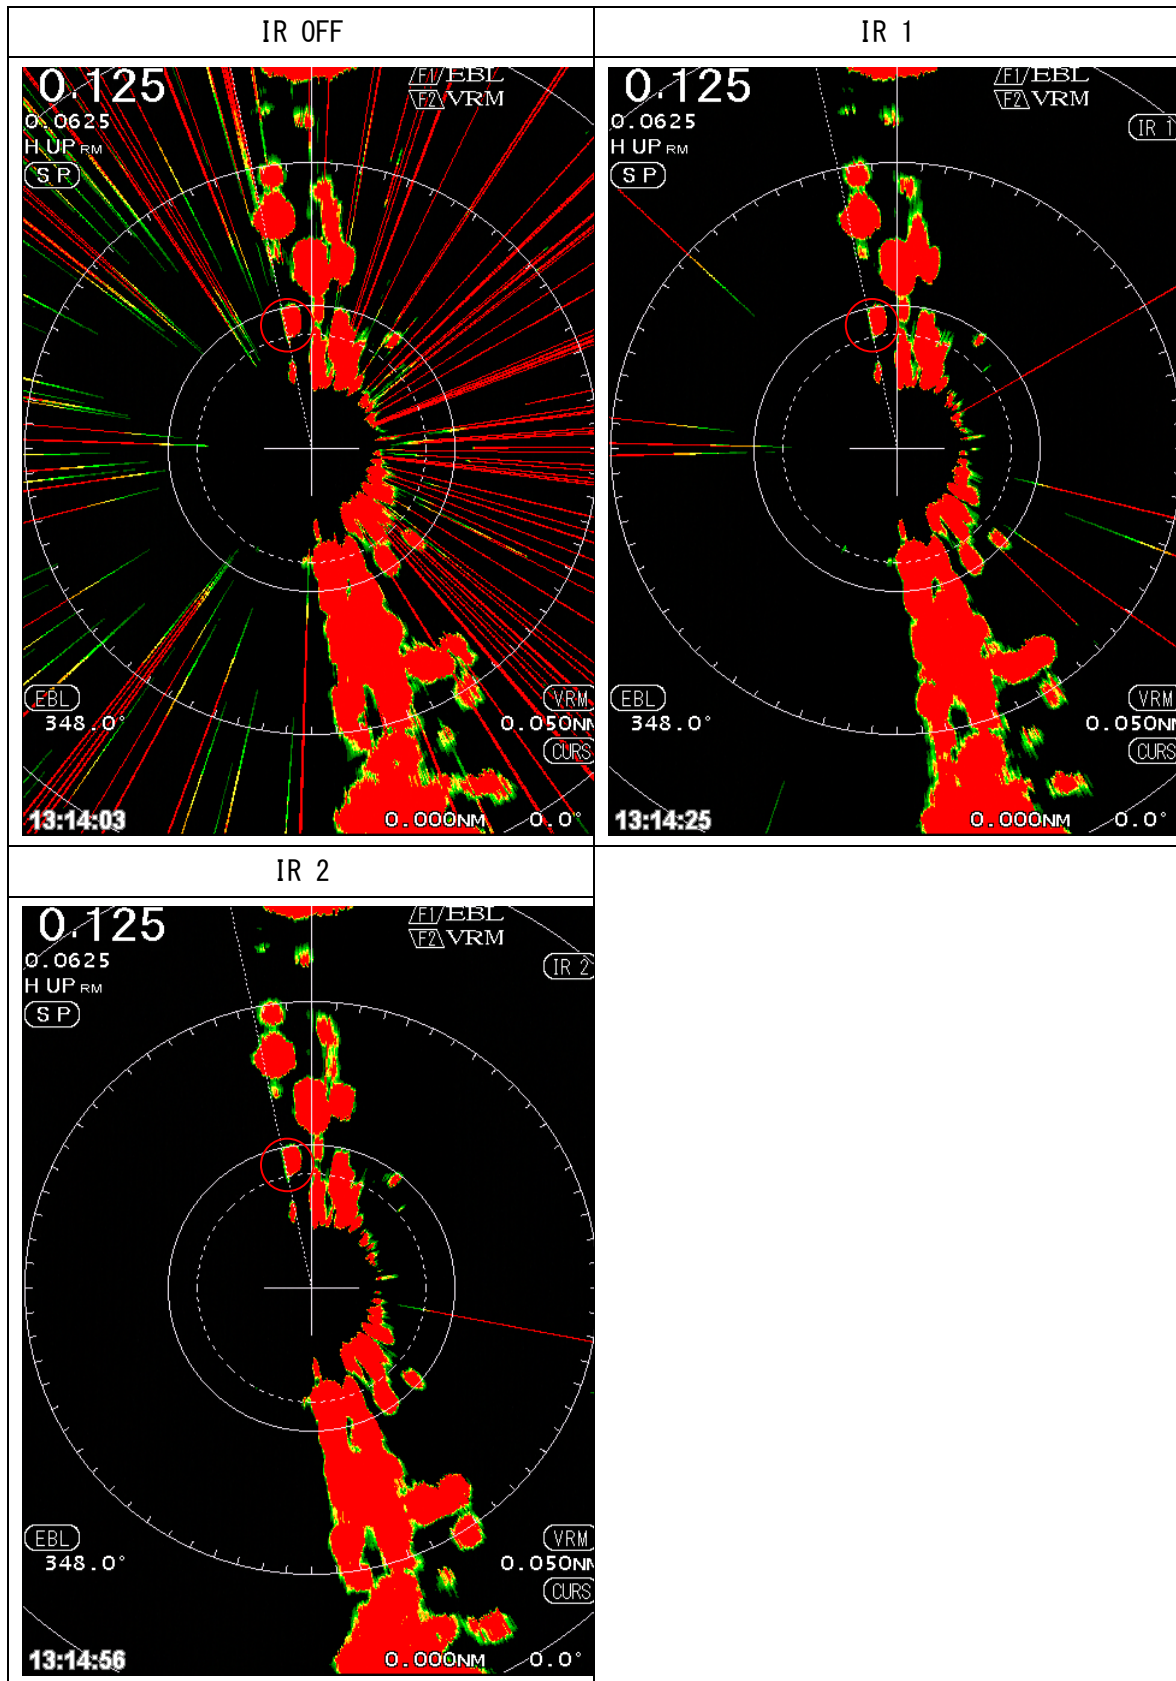 IR OFF
IR 1
0.125
0.0625
H UP RM
SP
F1 EBL
F2 VRM
EBL
348.0°
VRM
0.050NM
CURS
13:14:03
0.000NM
0.0°
0.125
0.0625
H UP RM
SP
F1 EBL
F2 VRM
IR 1
EBL
348.0°
VRM
0.050NM
CURS
13:14:25
0.000NM
0.0°
IR 2
0.125
0.0625
H UP RM
SP
F1 EBL
F2 VRM
IR 2
EBL
348.0°
VRM
0.050NM
CURS
13:14:56
0.000NM
0.0°